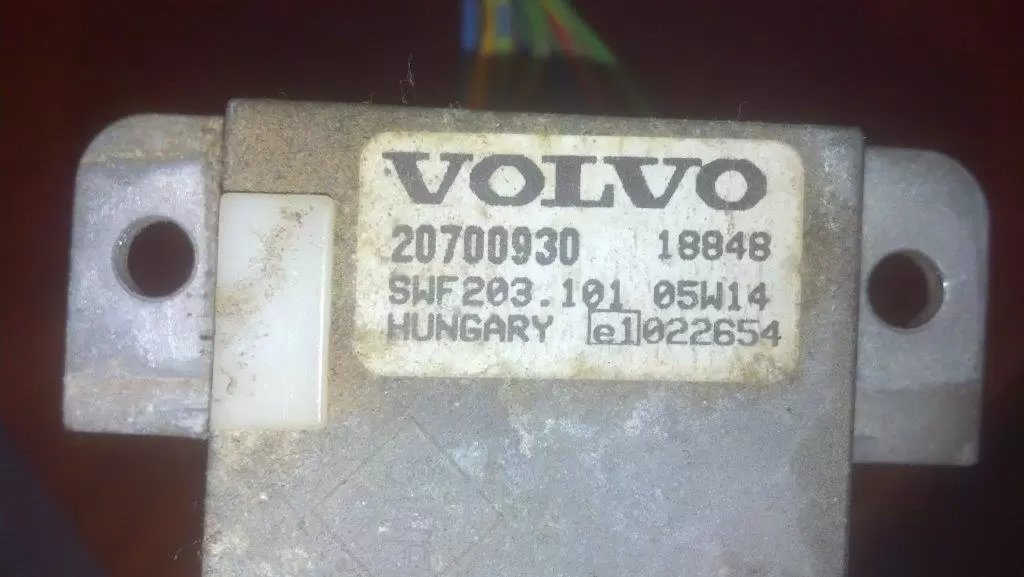 VOLVO
20700930 18848
SWF203.101 05W14
HUNGARY e1 022654